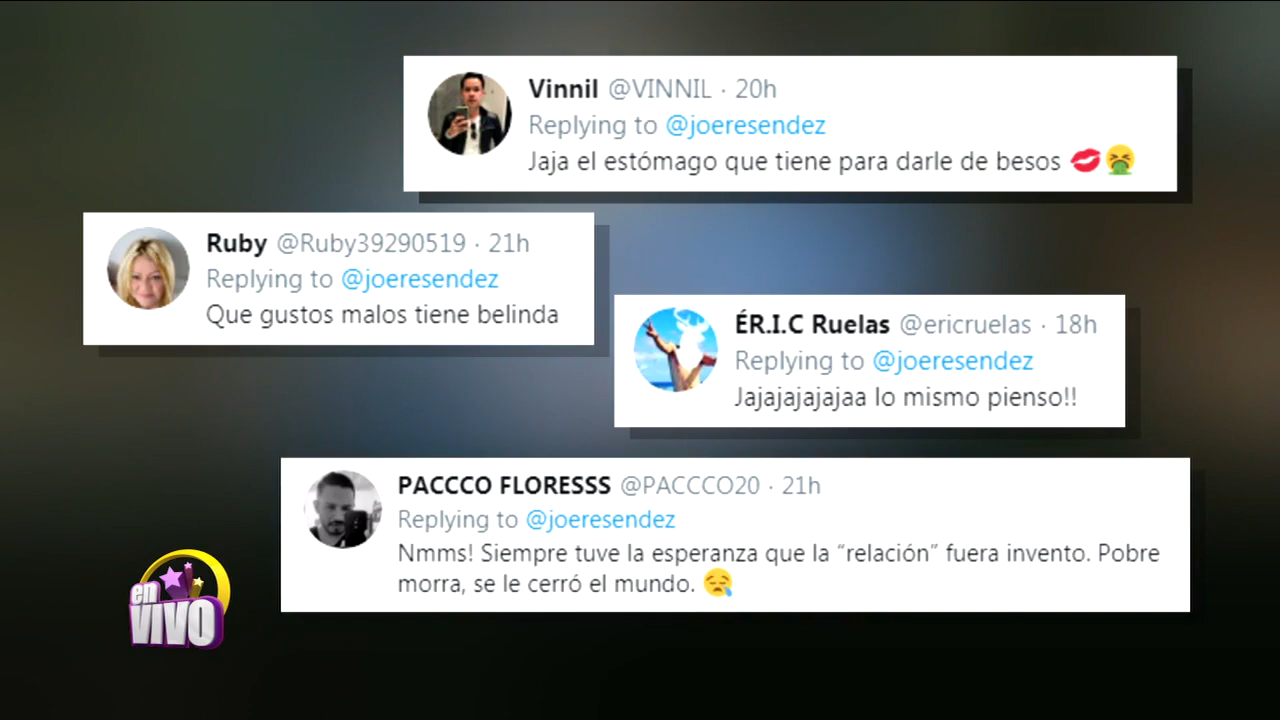 Vinnil @VINNIL · 20h
Replying to @joeresendez
Jaja el estómago que tiene para darle de besos 💋🤮
Ruby @Ruby39290519 · 21h
Replying to @joeresendez
Que gustos malos tiene belinda
ÉR.I.C Ruelas @ericruelas · 18h
Replying to @joeresendez
Jajajajajajaa lo mismo pienso!!
PACCCO FLORESSS @PACCCO20 · 21h
Replying to @joeresendez
Nmms! Siempre tuve la esperanza que la “relación” fuera invento. Pobre
morra, se le cerró el mundo. 😪
en
VIVO